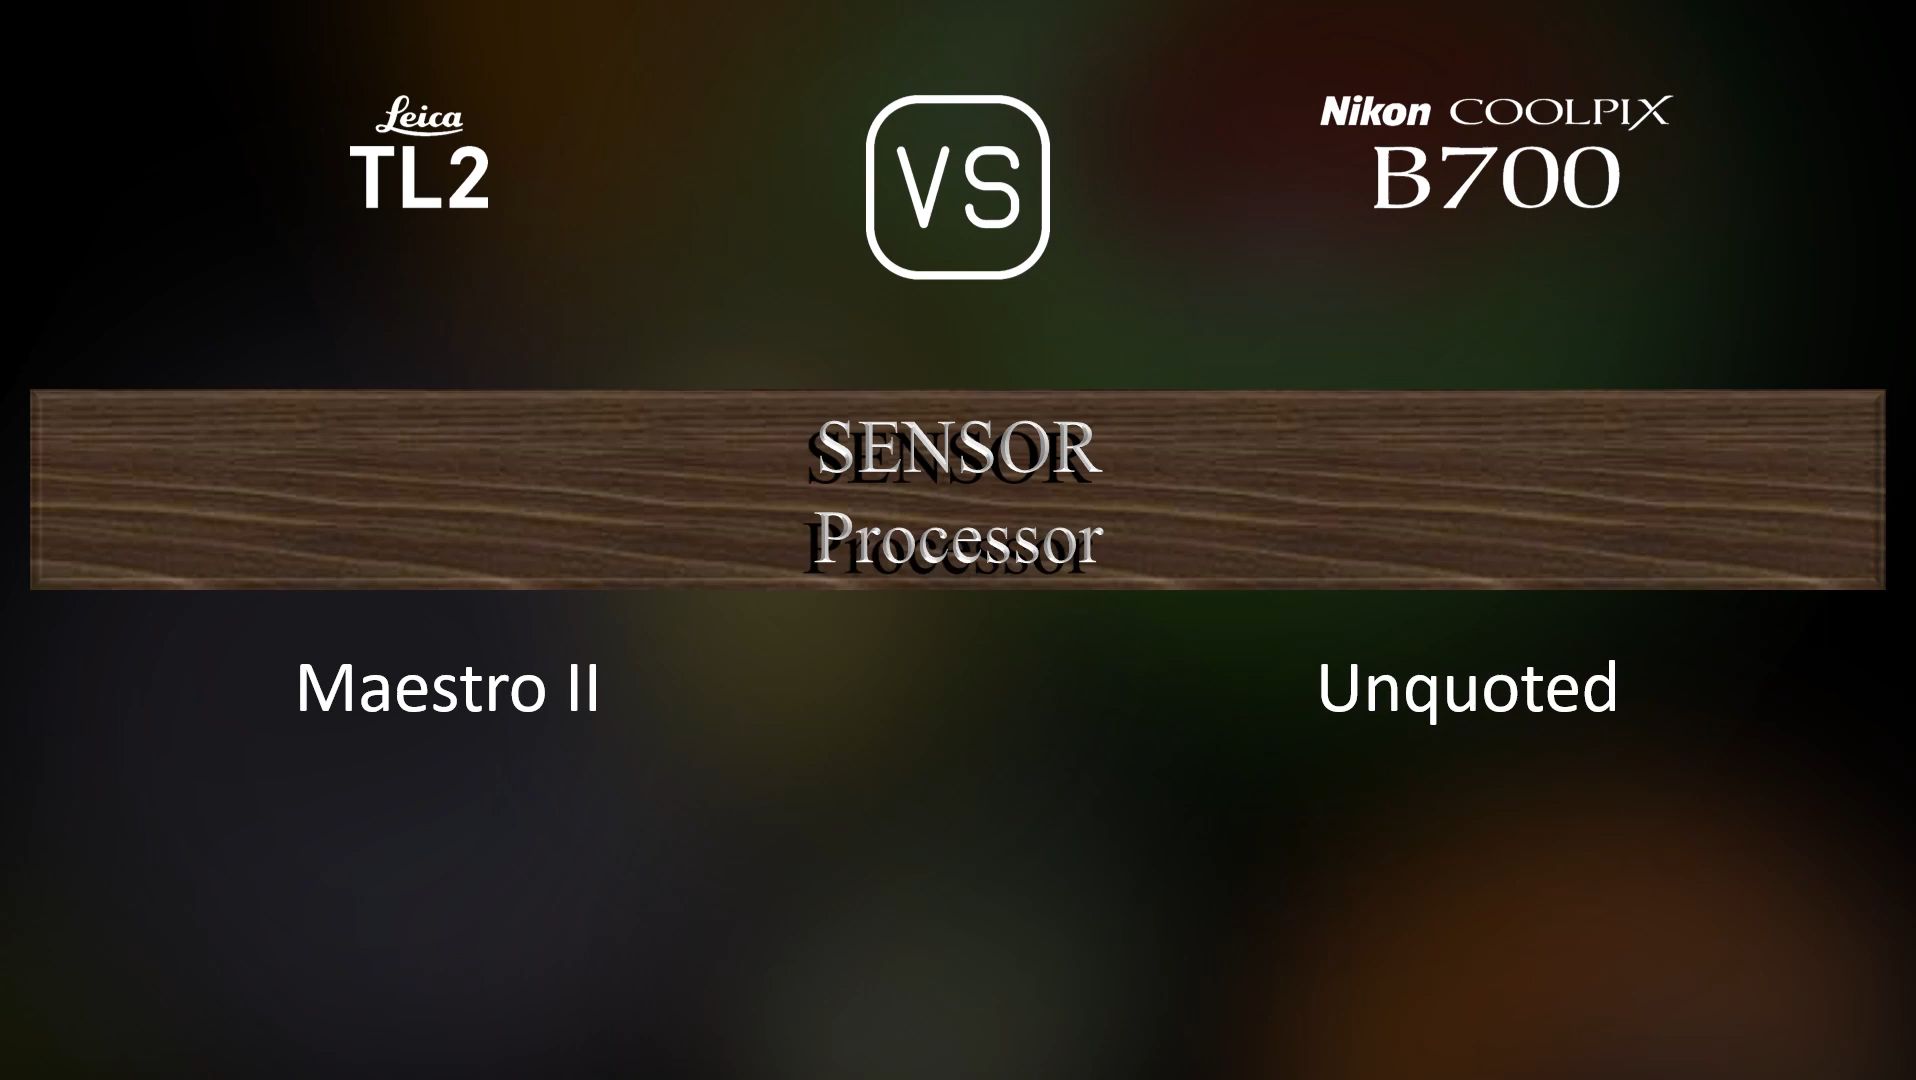 Leica
TL2
VS
Nikon COOLPIX
B700
SENSOR
Processor
Maestro II
Unquoted